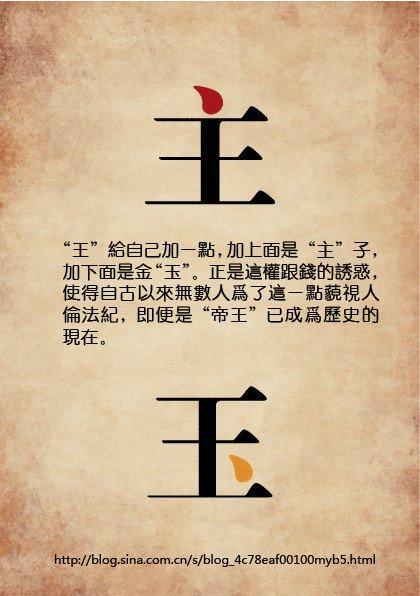 主
“王”給自己加一點，加上面是“主”子，
加下面是金“玉”。正是這權跟錢的誘惑，
使得自古以來無數人爲了這一點藐視人
倫法紀，即便是“帝王”已成爲歷史的
現在。
玉
http://blog.sina.com.cn/s/blog_4c78eaf00100myb5.html